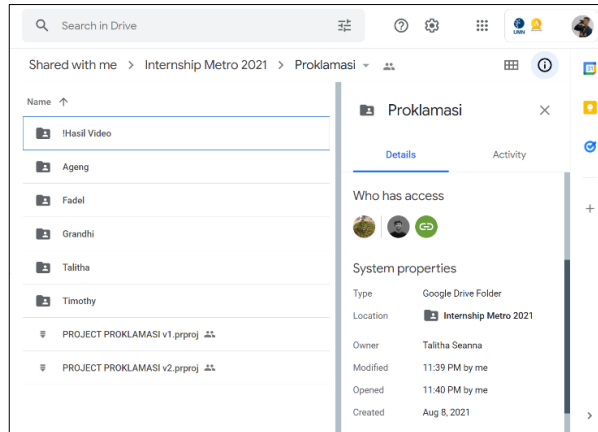 Search in Drive
UMN
Shared with me > Internship Metro 2021 > Proklamasi
Name
!Hasil Video
Ageng
Fadel
Grandhi
Talitha
Timothy
PROJECT PROKLAMASI v1.prproj
PROJECT PROKLAMASI v2.prproj
Proklamasi
Details Activity
Who has access
System properties
Type Google Drive Folder
Location Internship Metro 2021
Owner Talitha Seanna
Modified 11:39 PM by me
Opened 11:40 PM by me
Created Aug 8, 2021